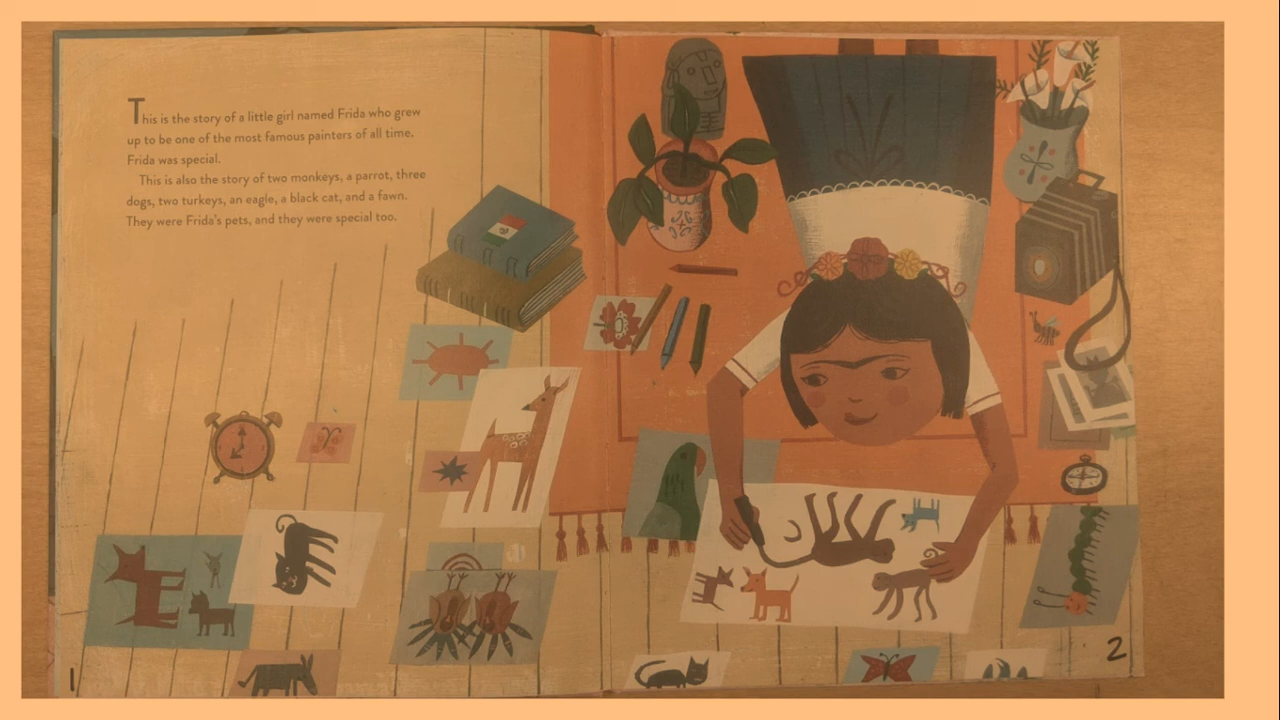 This is the story of a little girl named Frida who grew
up to be one of the most famous painters of all time.
Frida was special.
This is also the story of two monkeys, a parrot, three
dogs, two turkeys, an eagle, a black cat, and a fawn.
They were Frida's pets, and they were special too.
1
2